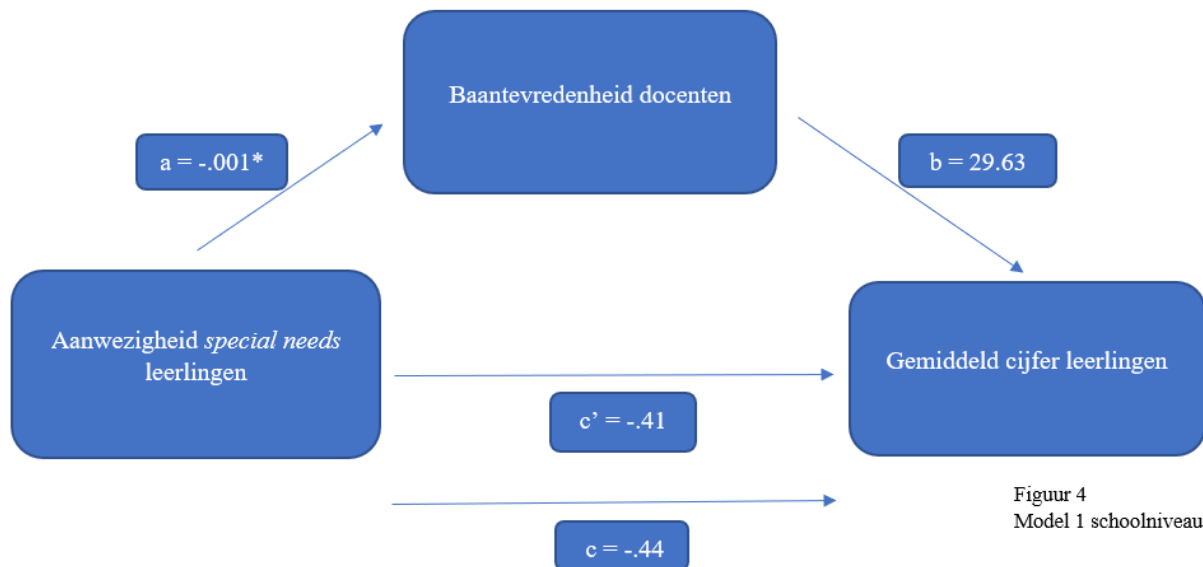 Baantevredenheid docenten
a = -.001*
b = 29.63
Aanwezigheid special needs
leerlingen
Gemiddeld cijfer leerlingen
c’ = -.41
c = -.44
Figuur 4
Model 1 schoolniveau